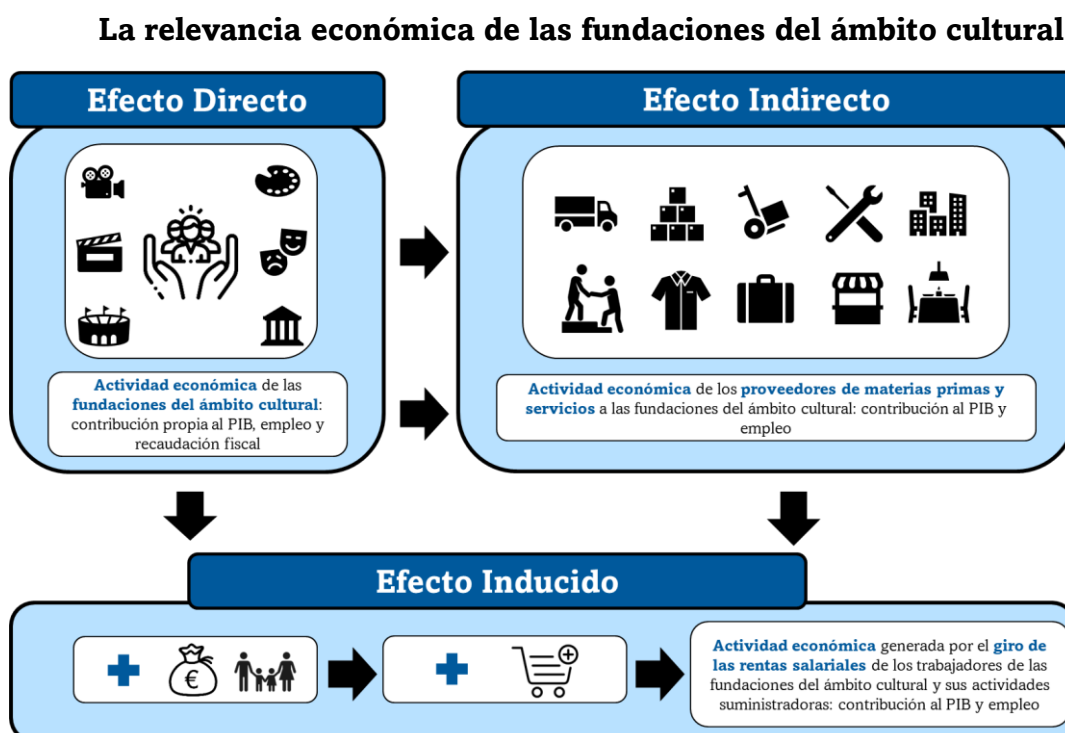 La relevancia económica de las fundaciones del ámbito cultural
Efecto Directo
Actividad económica de las
fundaciones del ámbito cultural:
contribución propia al PIB, empleo y
recaudación fiscal
Efecto Indirecto
Actividad económica de los proveedores de materias primas y
servicios a las fundaciones del ámbito cultural: contribución al PIB y
empleo
Efecto Inducido
€
Actividad económica generada por el giro de
las rentas salariales de los trabajadores de las
fundaciones del ámbito cultural y sus actividades
suministradoras: contribución al PIB y empleo